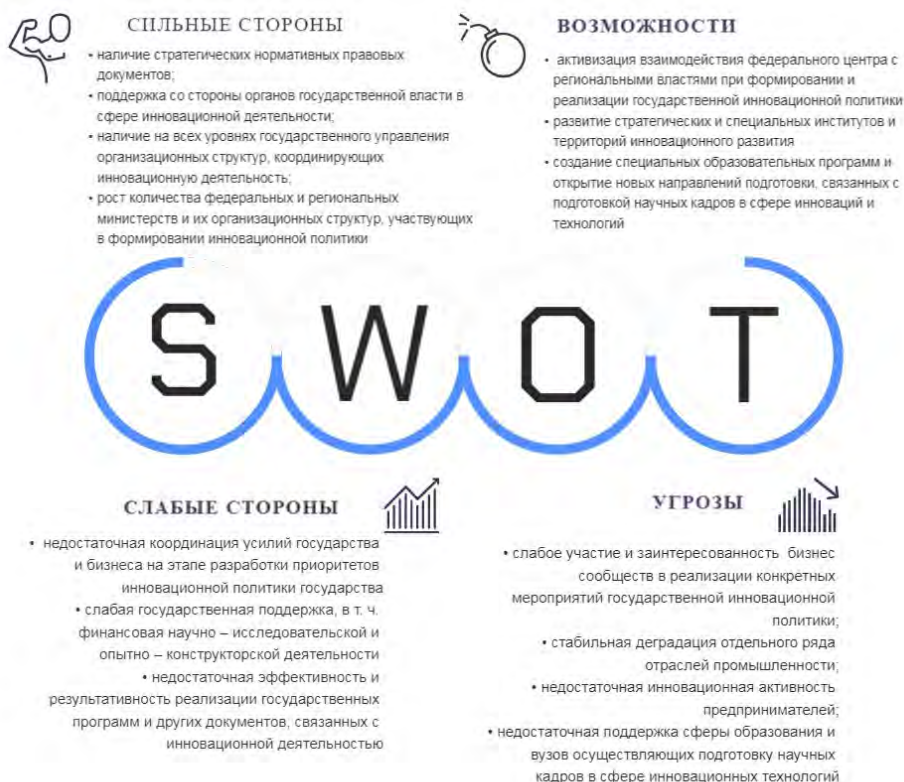 СИЛЬНЫЕ СТОРОНЫ
• наличие стратегических нормативных правовых
документов;
• поддержка со стороны органов государственной власти в
сфере инновационной деятельности;
• наличие на всех уровнях государственного управления
организационных структур, координирующих
инновационную деятельность;
• рост количества федеральных и региональных
министерств и их организационных структур, участвующих
в формировании инновационной политики
ВОЗМОЖНОСТИ
• активизация взаимодействия федерального центра с
региональными властями при формировании и
реализации государственной инновационной политики
• развитие стратегических и специальных институтов и
территорий инновационного развития
• создание специальных образовательных программ и
открытие новых направлений подготовки, связанных с
подготовкой научных кадров в сфере инноваций и
технологий
S W O T
СЛАБЫЕ СТОРОНЫ
• недостаточная координация усилий государства
и бизнеса на этапе разработки приоритетов
инновационной политики государства
• слабая государственная поддержка, в т. ч.
финансовая научно – исследовательской и
опытно – конструкторской деятельности
• недостаточная эффективность и
результативность реализации государственных
программ и других документов, связанных с
инновационной деятельностью
УГРОЗЫ
• слабое участие и заинтересованность бизнес
сообществ в реализации конкретных
мероприятий государственной инновационной
политики;
• стабильная деградация отдельного ряда
отраслей промышленности;
• недостаточная инновационная активность
предпринимателей;
• недостаточная поддержка сферы образования и
вузов осуществляющих подготовку научных
кадров в сфере инновационных технологий